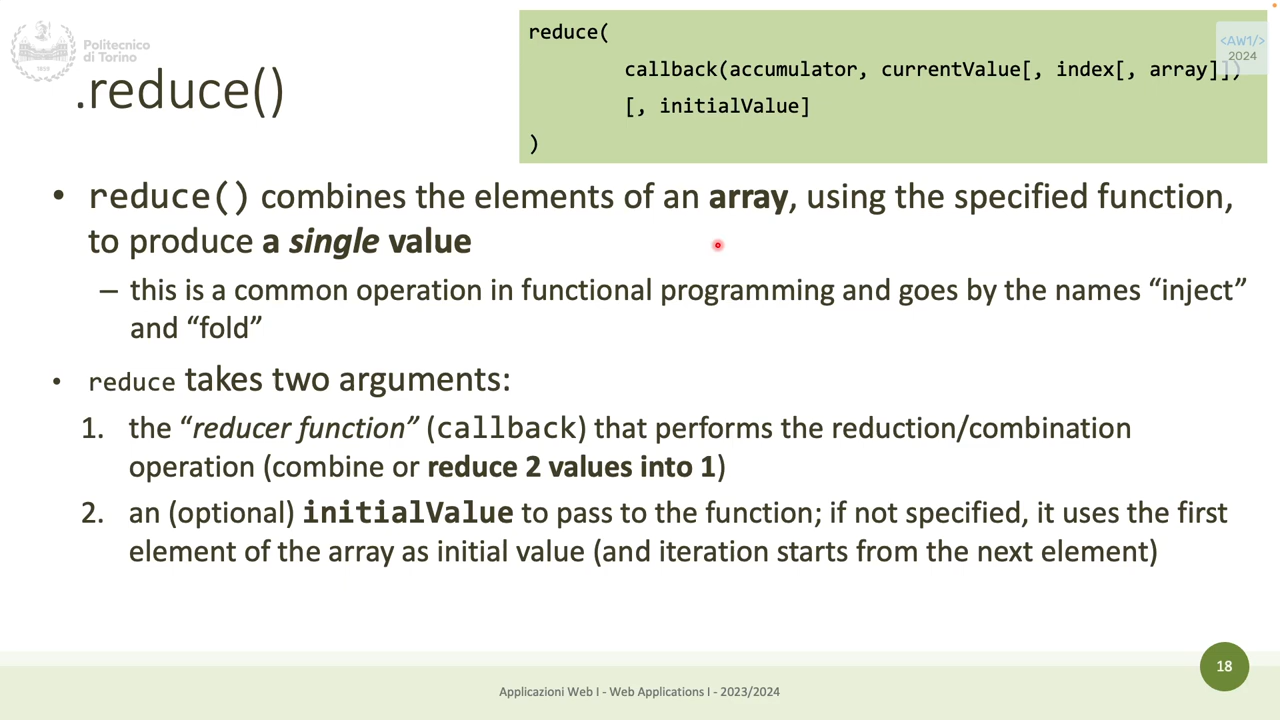 Politecnico
di Torino
1859
.reduce()
reduce(
callback(accumulator, currentValue[, index[, array]])
[, initialValue]
)
<AW1/>
2024
• reduce() combines the elements of an array, using the specified function,
to produce a single value
– this is a common operation in functional programming and goes by the names “inject”
and “fold”
• reduce takes two arguments:
1. the “reducer function” (callback) that performs the reduction/combination
operation (combine or reduce 2 values into 1)
2. an (optional) initialValue to pass to the function; if not specified, it uses the first
element of the array as initial value (and iteration starts from the next element)
18
Applicazioni Web I - Web Applications I - 2023/2024